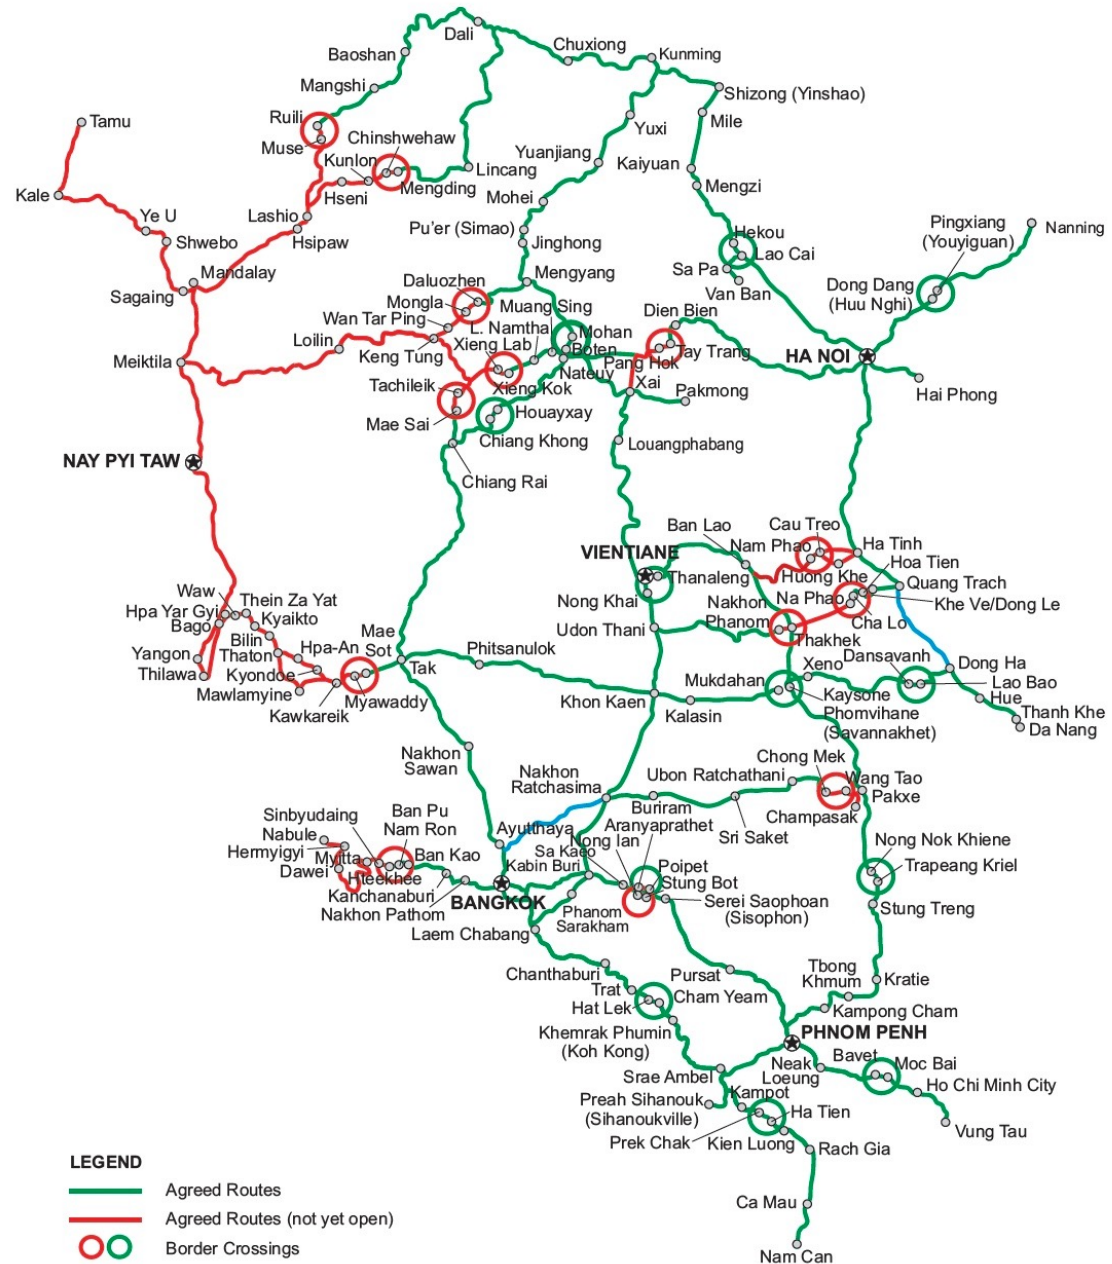 Dali
Chuxiong
Kunming
Baoshan
Mangshi
Shizong (Yinshao)
Ruili
Mile
Tamu
Muse
Chinshwehaw
Yuxi
Kunlon
Yuanjiang
Kaiyuan
Lincang
Mengding
Hseni
Mengzi
Kale
Mohei
Lashio
Ye U
Pu'er (Simao)
Hekou
Pingxiang
(Youyiguan)
Nanning
Hsipaw
Shwebo
Jinghong
Lao Cai
Mandalay
Sa Pa
Daluozhen
Mengyang
Van Ban
Dong Dang
(Huu Nghi)
Sagaing
Mongla
Muang Sing
Dien Bien
Wan Tar Ping
L. Namthal
Mohan
Loilin
Xieng Lab
Boten
Tay Trang
HA NOI
Keng Tung
Pang Hok
Meiktila
Nateuy
Tachileik
Xieng Kok
Xai
Pakmong
Hai Phong
Houayxay
Mae Sai
Chiang Khong
Louangphabang
NAY PYI TAW
Chiang Rai
Ban Lao
Cau Treo
Nam Phao
Ha Tinh
VIENTIANE
Hoa Tien
Thanaleng
Huong Khe
Quang Trach
Waw
Thein Za Yat
Nong Khai
Na Phao
Khe Ve/Dong Le
Hpa Yar Gyi
Kyaikto
Nakhon
Phanom
Cha Lo
Bago
Udon Thani
Bilin
Mae
Sot
Thakhek
Yangon
Thaton
Hpa-An
Phitsanulok
Dansavanh
Thilawa
Kyondoe
Tak
Xeno
Dong Ha
Mukdahan
Lao Bao
Mawlamyine
Myawaddy
Khon Kaen
Kaysone
Phomvihane
(Savannakhet)
Hue
Kawkareik
Kalasin
Thanh Khe
Da Nang
Nakhon
Sawan
Chong Mek
Nakhon
Ratchasima
Ubon Ratchathani
Wang Tao
Pakxe
Sinbyudaing
Ban Pu
Nam Ron
Buriram
Champasak
Nabule
Ayutthaya
Aranyaprathet
Sri Saket
Hermyigyi
Nong Ian
Nong Nok Khiene
Myitta
Ban Kao
Sa Kaeo
Kabin Buri
Poipet
Trapeang Kriel
Dawei
Hteekhee
Stung Bot
Kanchanaburi
BANGKOK
Serei Saophoan
(Sisophon)
Stung Treng
Nakhon Pathom
Phanom
Sarakham
Laem Chabang
Chanthaburi
Pursat
Tbong
Khmum
Kratie
Trat
Hat Lek
Cham Yeam
Kampong Cham
Khemrak Phumin
(Koh Kong)
PHNOM PENH
Srae Ambel
Neak
Loeung
Bavet
Moc Bai
Ho Chi Minh City
Kampot
Preah Sihanouk
(Sihanoukville)
Ha Tien
Vung Tau
Prek Chak
Kien Luong
Rach Gia
Ca Mau
Nam Can
LEGEND
Agreed Routes
Agreed Routes (not yet open)
Border Crossings